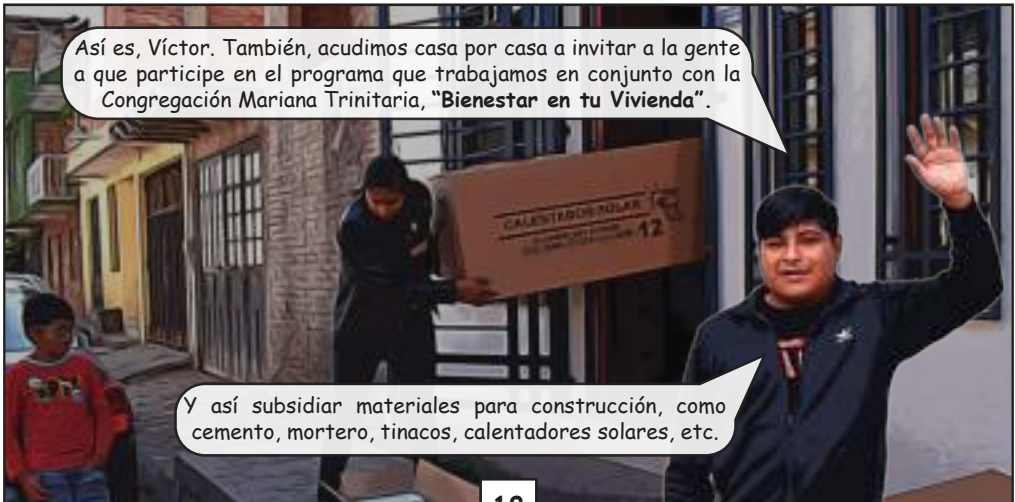 Así es, Víctor. También, acudimos casa por casa a invitar a la gente
a que participe en el programa que trabajamos en conjunto con la
Congregación Mariana Trinitaria, “Bienestar en tu Vivienda”.
CALENTADOR SOLAR
12
Y así subsidiar materiales para construcción, como
cemento, mortero, tinacos, calentadores solares, etc.